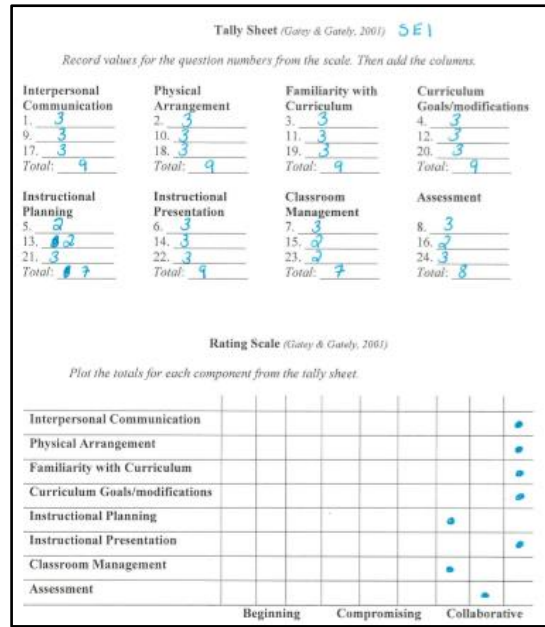 Tally Sheet (Gatey & Gately, 2001) SE1
Record values for the question numbers from the scale. Then add the columns.
Interpersonal Communication
1. 3
9. 3
17. 3
Total: 9
Physical Arrangement
2. 3
10. 3
18. 3
Total: 9
Familiarity with Curriculum
3. 3
11. 3
19. 3
Total: 9
Curriculum Goals/modifications
4. 3
12. 3
20. 3
Total: 9
Instructional Planning
5. 2
13. 2
21. 3
Total: 7
Instructional Presentation
6. 3
14. 3
22. 3
Total: 9
Classroom Management
7. 3
15. 2
23. 2
Total: 7
Assessment
8. 3
16. 2
24. 3
Total: 8
Rating Scale (Gatey & Gately, 2001)
Plot the totals for each component from the tally sheet.
Interpersonal Communication
Physical Arrangement
Familiarity with Curriculum
Curriculum Goals/modifications
Instructional Planning
Instructional Presentation
Classroom Management
Assessment
Beginning Compromising Collaborative